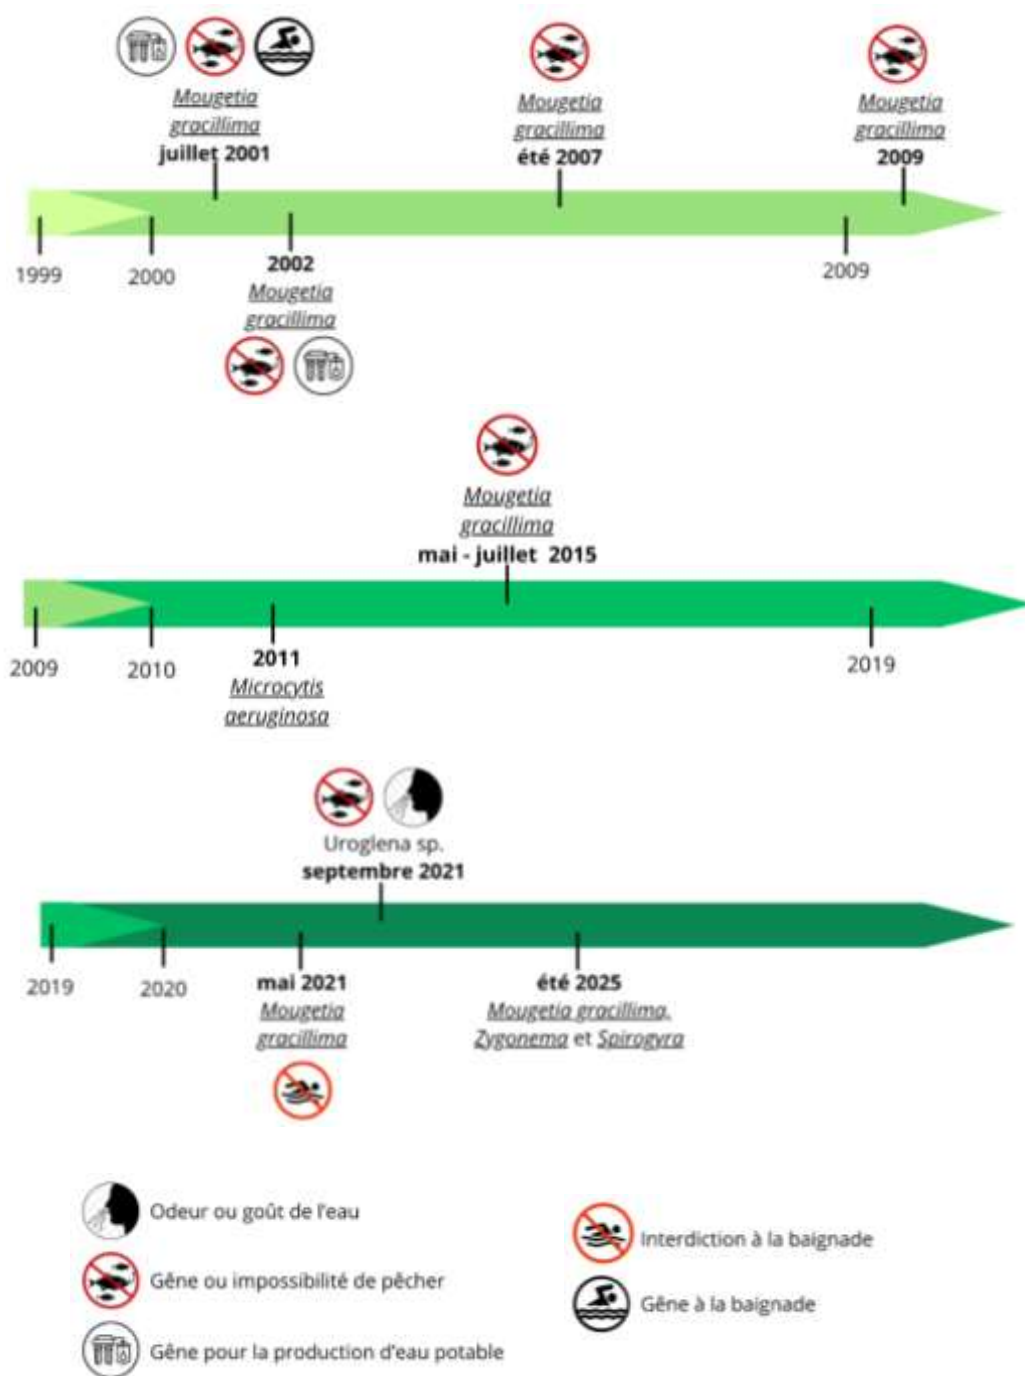 Mougetia
gracillima
juillet 2001
Mougetia
gracillima
été 2007
Mougetia
gracillima
2009
1999
2000
2002
Mougetia
gracillima
2009
Mougetia
gracillima
mai - juillet 2015
2009
2010
2011
Microcytis
aeruginosa
2019
Uroglena sp.
septembre 2021
2019
2020
mai 2021
Mougetia
gracillima
été 2025
Mougetia gracillima,
Zygonema et Spirogyra
Odeur ou goût de l'eau
Gêne ou impossibilité de pêcher
Gêne pour la production d'eau potable
Interdiction à la baignade
Gêne à la baignade